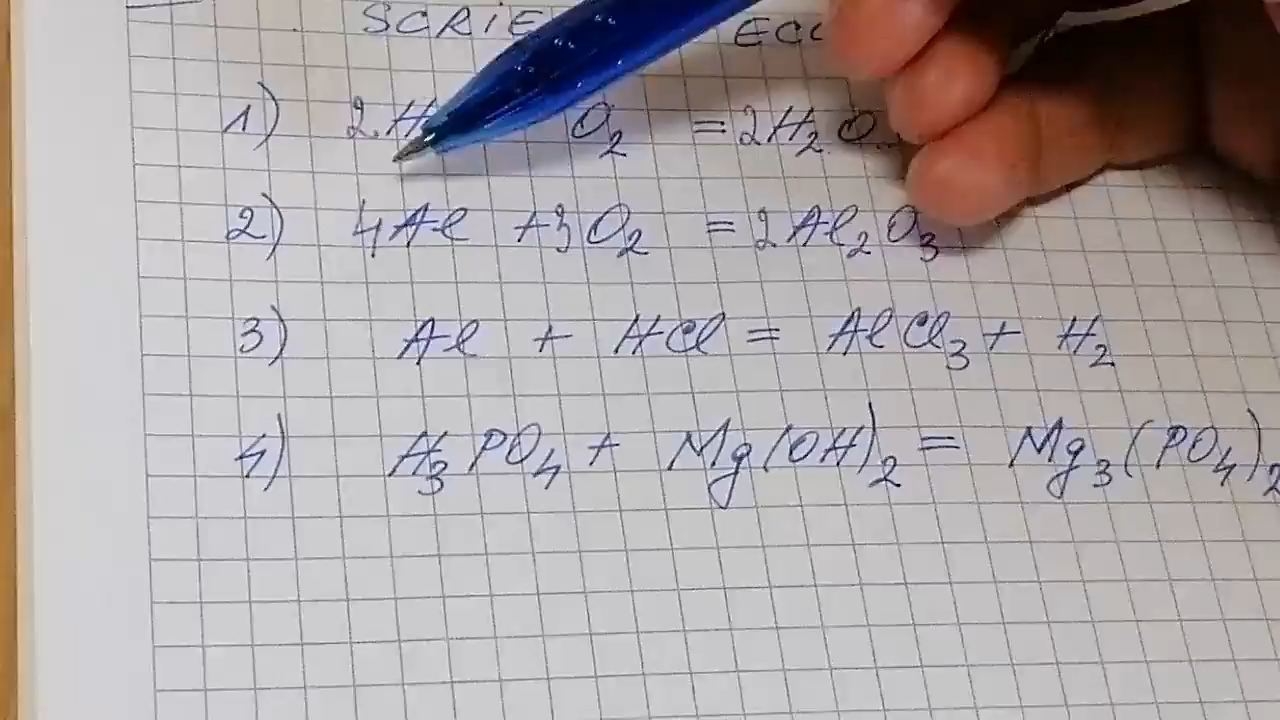 SCRIE
1) 2H O₂ = 2H₂O
2) 4Al + 3O₂ = 2Al₂O₃
3) Al + HCl = AlCl₃ + H₂
4) H₃PO₄ + Mg(OH)₂ = Mg₃(PO₄)₂